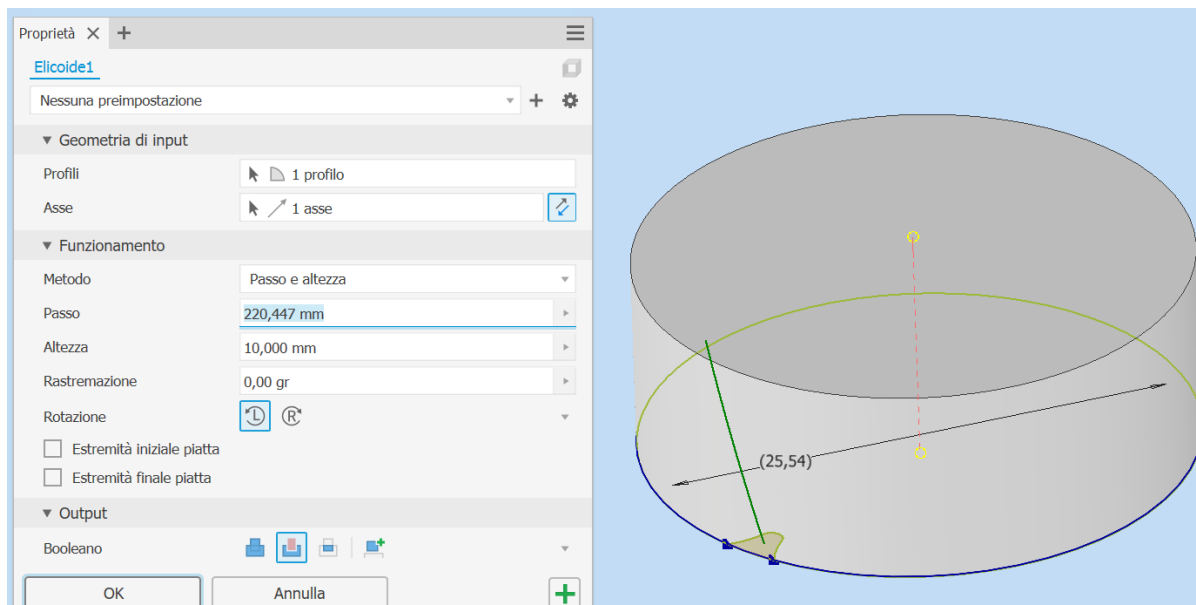 Proprietà
Elicoide1
Nessuna preimpostazione
Geometria di input
Profili 1 profilo
Asse 1 asse
Funzionamento
Metodo Passo e altezza
Passo 220,447 mm
Altezza 10,000 mm
Rastremazione 0,00 gr
Rotazione L R
Estremità iniziale piatta
Estremità finale piatta
Output
Booleano
OK Annulla
(25,54)